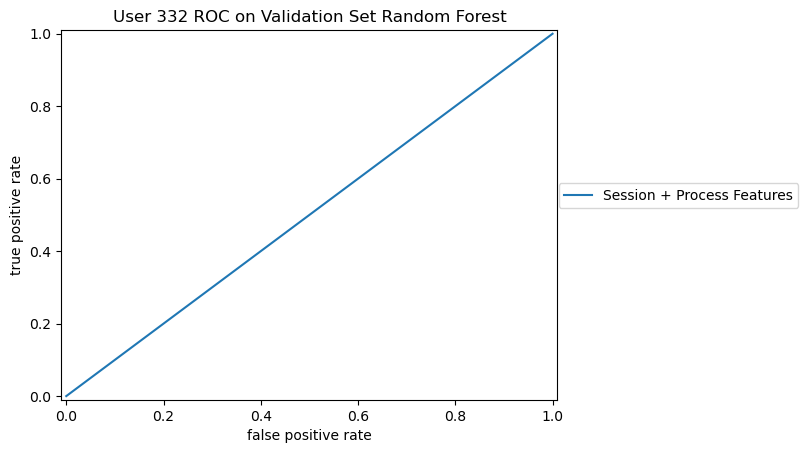 User 332 ROC on Validation Set Random Forest
1.0
0.8
0.6
0.4
0.2
0.0
true positive rate
Session + Process Features
0.0 0.2 0.4 0.6 0.8 1.0
false positive rate